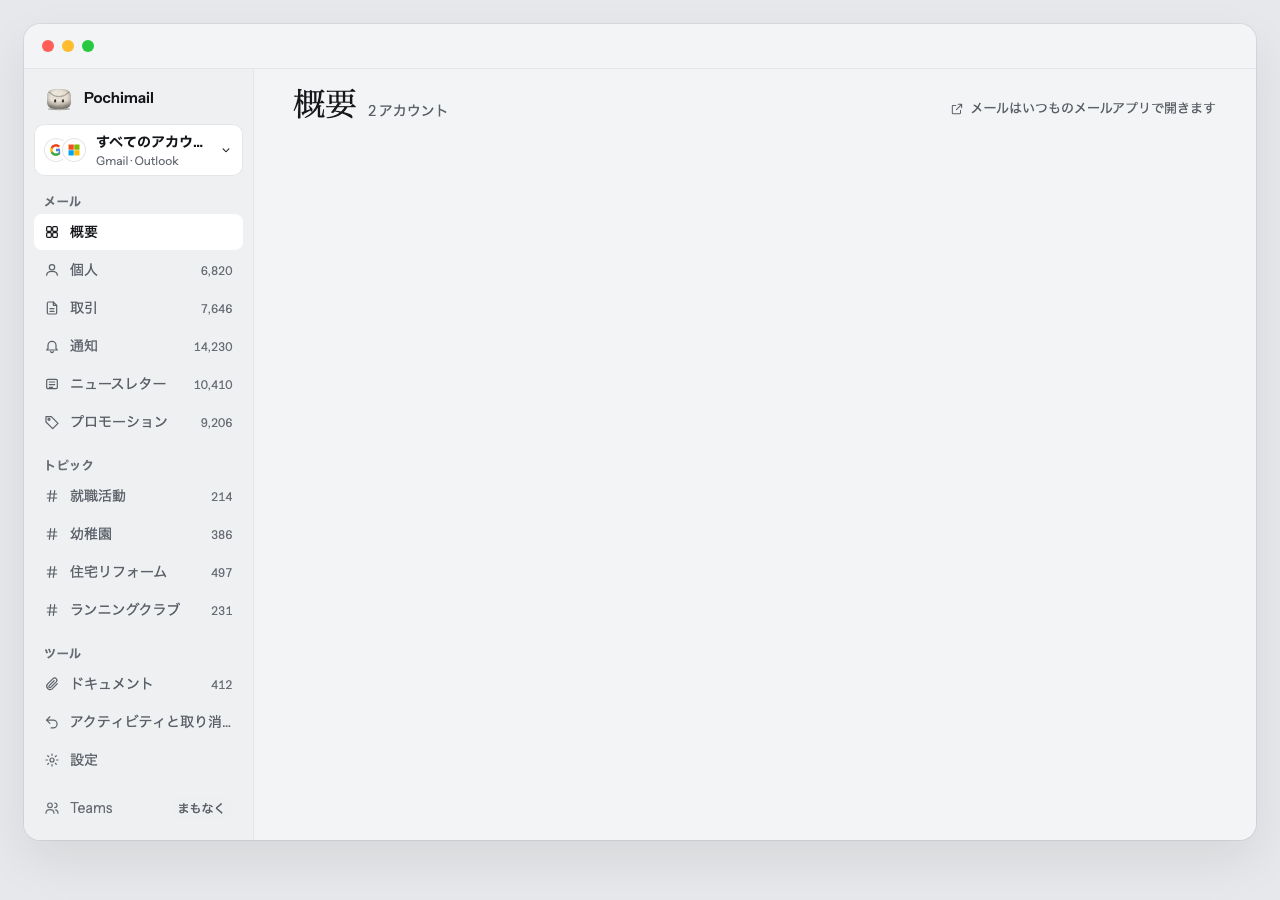 Pochimail
すべてのアカウ...
Gmail · Outlook
メール
概要
個人 6,820
取引 7,646
通知 14,230
ニュースレター 10,410
プロモーション 9,206
トピック
就職活動 214
幼稚園 386
住宅リフォーム 497
ランニングクラブ 231
ツール
ドキュメント 412
アクティビティと取り消...
設定
Teams まもなく
概要 2 アカウント
メールはいつものメールアプリで開きます